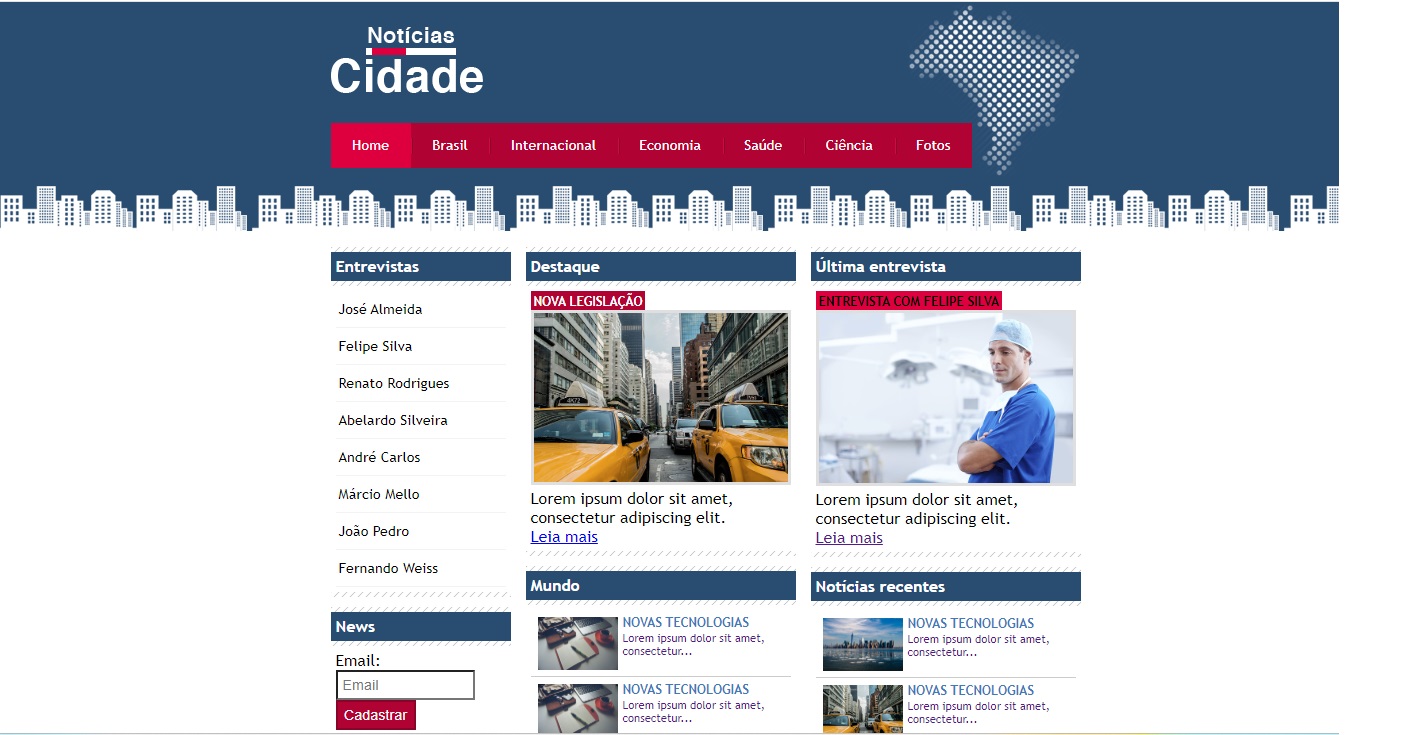 Notícias
Cidade
Home Brasil Internacional Economia Saúde Ciência Fotos
Entrevistas
José Almeida
Felipe Silva
Renato Rodrigues
Abelardo Silveira
André Carlos
Márcio Mello
João Pedro
Fernando Weiss
News
Email:
Email
Cadastrar
Destaque
NOVA LEGISLAÇÃO
Lorem ipsum dolor sit amet,
consectetur adipiscing elit.
Leia mais
Mundo
NOVAS TECNOLOGIAS
Lorem ipsum dolor sit amet,
consectetur...
NOVAS TECNOLOGIAS
Lorem ipsum dolor sit amet,
consectetur...
Última entrevista
ENTREVISTA COM FELIPE SILVA
Lorem ipsum dolor sit amet,
consectetur adipiscing elit.
Leia mais
Notícias recentes
NOVAS TECNOLOGIAS
Lorem ipsum dolor sit amet,
consectetur...
NOVAS TECNOLOGIAS
Lorem ipsum dolor sit amet,
consectetur...